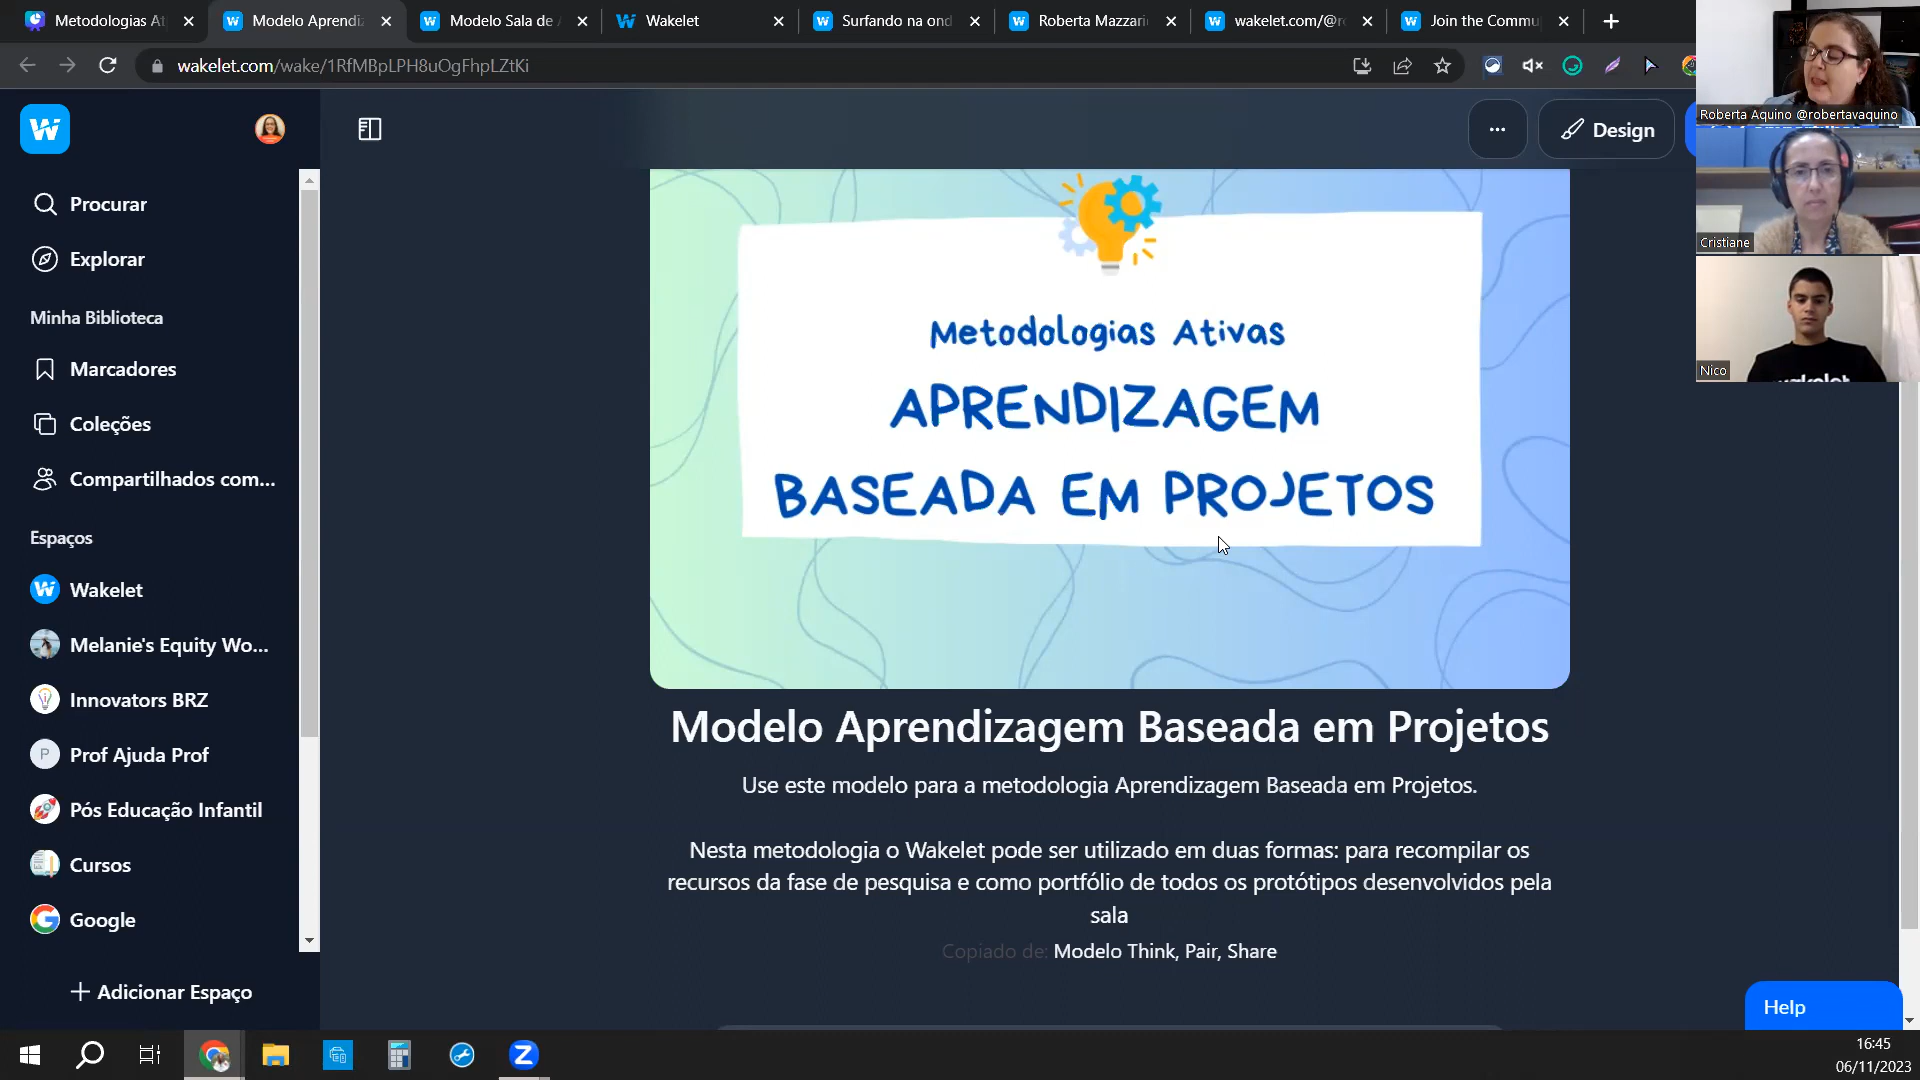 Metodologias At
Modelo Aprendiza
Modelo Sala de A
Wakelet
Surfando na ond
Roberta Mazzari
wakelet.com/@ro
Join the Commu
wakelet.com/wake/1RfMBpLPH8uOgFhpLZtKi
Roberta Aquino @robertavaquino
Cristiane
Nico
wakelet
Procurar
Explorar
Minha Biblioteca
Marcadores
Coleções
Compartilhados com...
Espaços
Wakelet
Melanie's Equity Wo...
Innovators BRZ
P
Prof Ajuda Prof
Pós Educação Infantil
Cursos
Google
Adicionar Espaço
...
Design
Metodologias Ativas
APRENDIZAGEM
BASEADA EM PROJETOS
Modelo Aprendizagem Baseada em Projetos
Use este modelo para a metodologia Aprendizagem Baseada em Projetos.
Nesta metodologia o Wakelet pode ser utilizado em duas formas: para recompilar os
recursos da fase de pesquisa e como portfólio de todos os protótipos desenvolvidos pela
sala
Copiado de: Modelo Think, Pair, Share
Help
16:45
06/11/2023